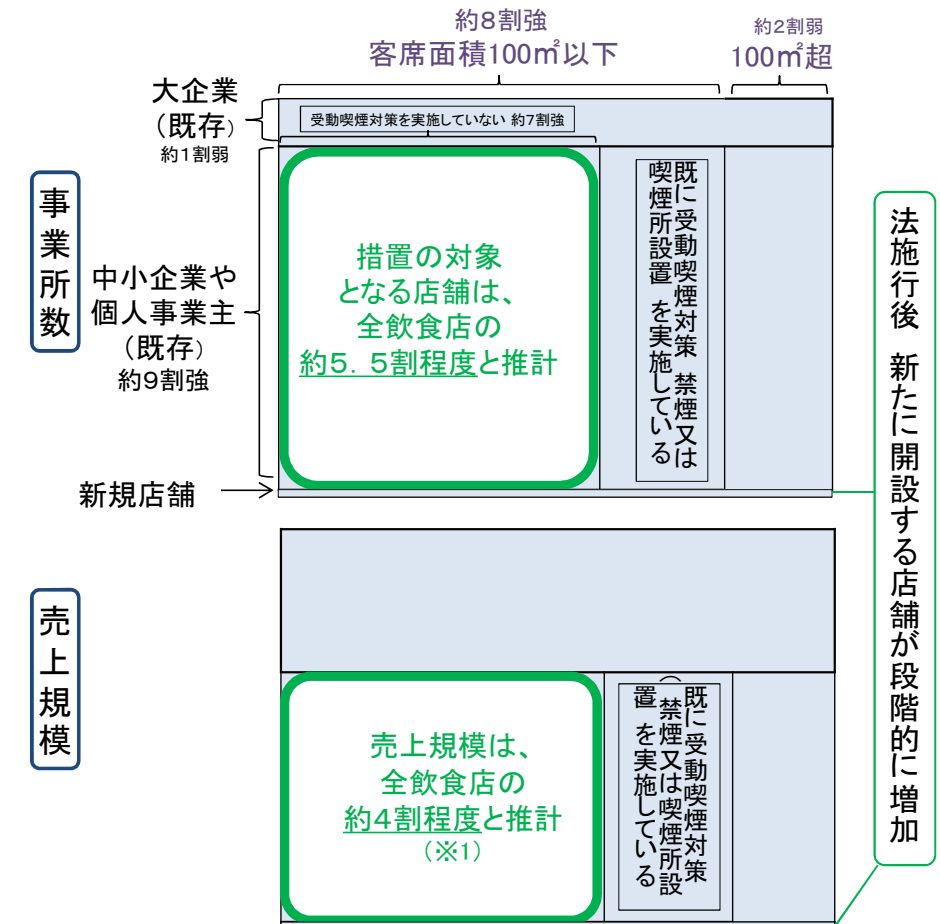 約8割強
客席面積100㎡以下
約2割弱
100㎡超
大企業
（既存）
約1割弱
受動喫煙対策を実施していない 約7割強
事業所数
中小企業や
個人事業主
（既存）
約9割強
措置の対象
となる店舗は、
全飲食店の
約5．5割程度と推計
既に受動喫煙対策 禁煙又は
喫煙所設置 を実施している
新規店舗
法施行後 新たに開設する店舗が段階的に増加
売上規模
売上規模は、
全飲食店の
約4割程度と推計
（※1）
既に受動喫煙対策
（禁煙又は喫煙所設
置 を実施している